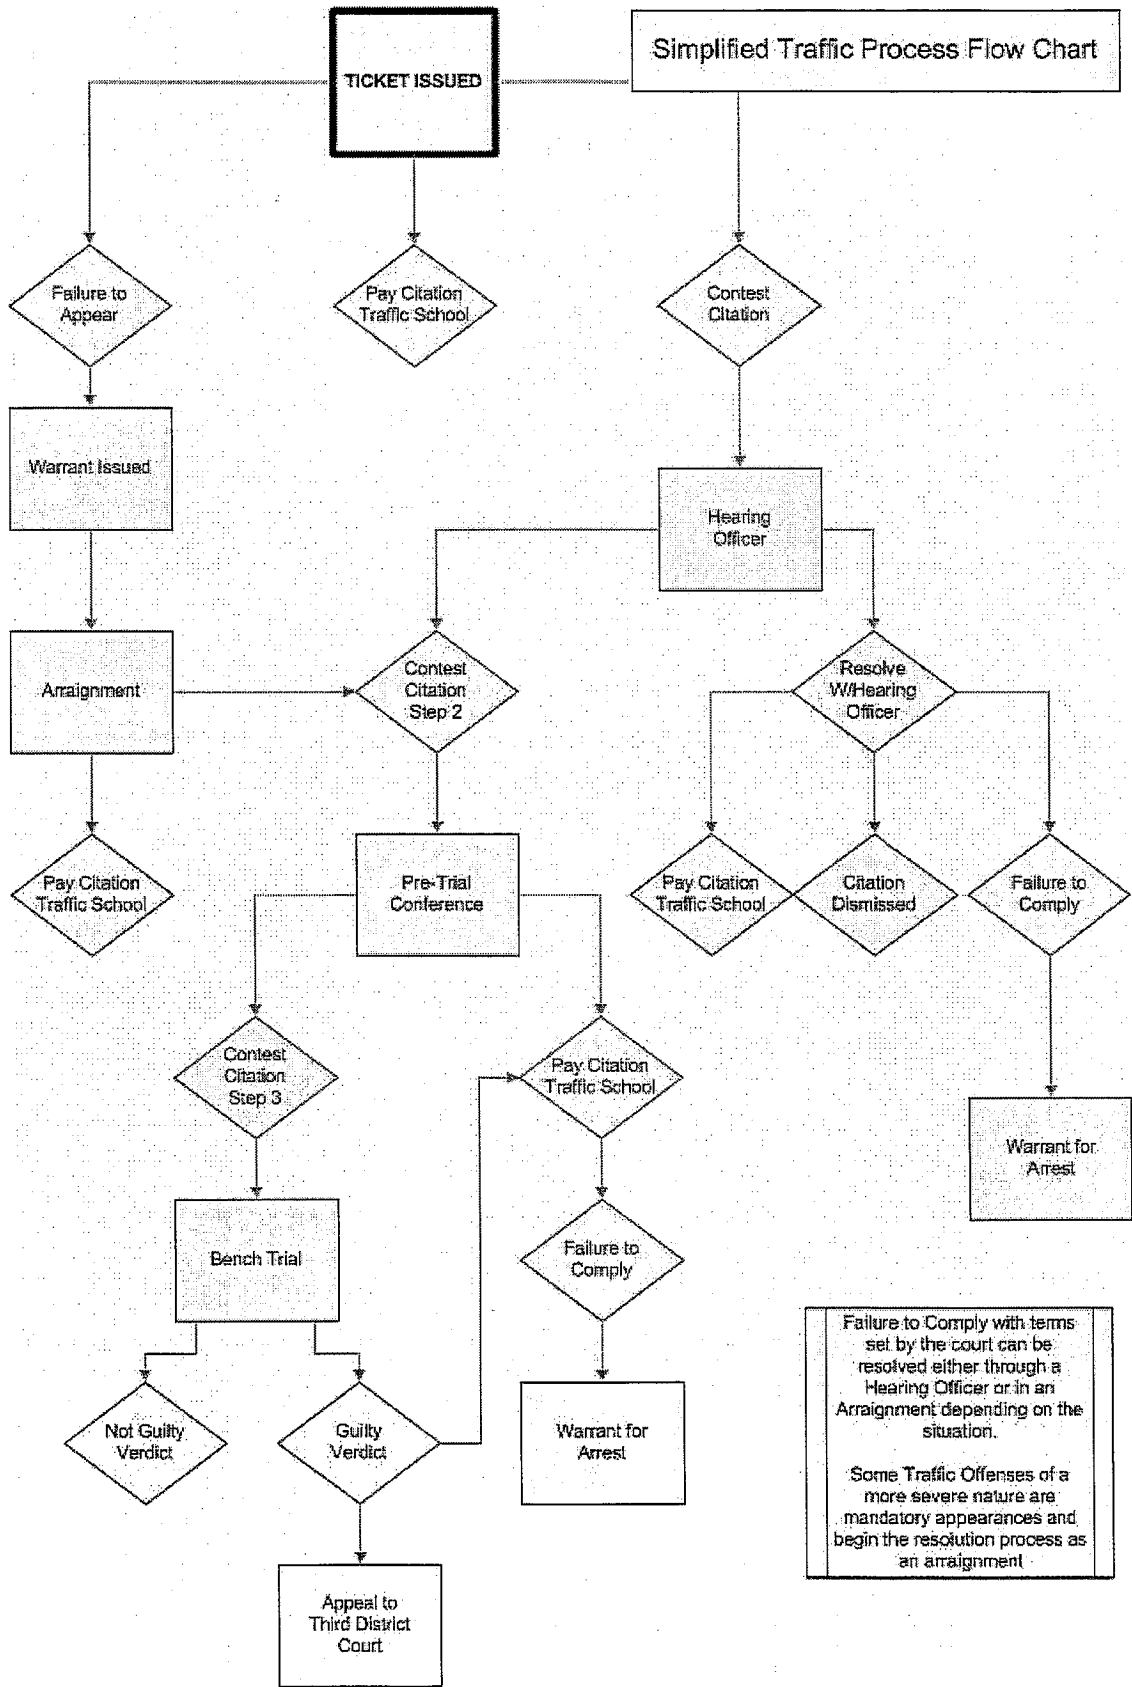 Simplified Traffic Process Flow Chart
TICKET ISSUED
Failure to
Appear
Pay Citation
Traffic School
Contest
Citation
Warrant Issued
Hearing
Officer
Arraignment
Contest
Citation
Step 2
Resolve
W/Hearing
Officer
Pay Citation
Traffic School
Pre-Trial
Conference
Pay Citation
Traffic School
Citation
Dismissed
Failure to
Comply
Contest
Citation
Step 3
Pay Citation
Traffic School
Warrant for
Arrest
Bench Trial
Failure to
Comply
Not Guilty
Verdict
Guilty
Verdict
Warrant for
Arrest
Failure to Comply with terms
set by the court can be
resolved either through a
Hearing Officer or in an
Arraignment depending on the
situation.
Some Traffic Offenses of a
more severe nature are
mandatory appearances and
begin the resolution process as
an arraignment
Appeal to
Third District
Court